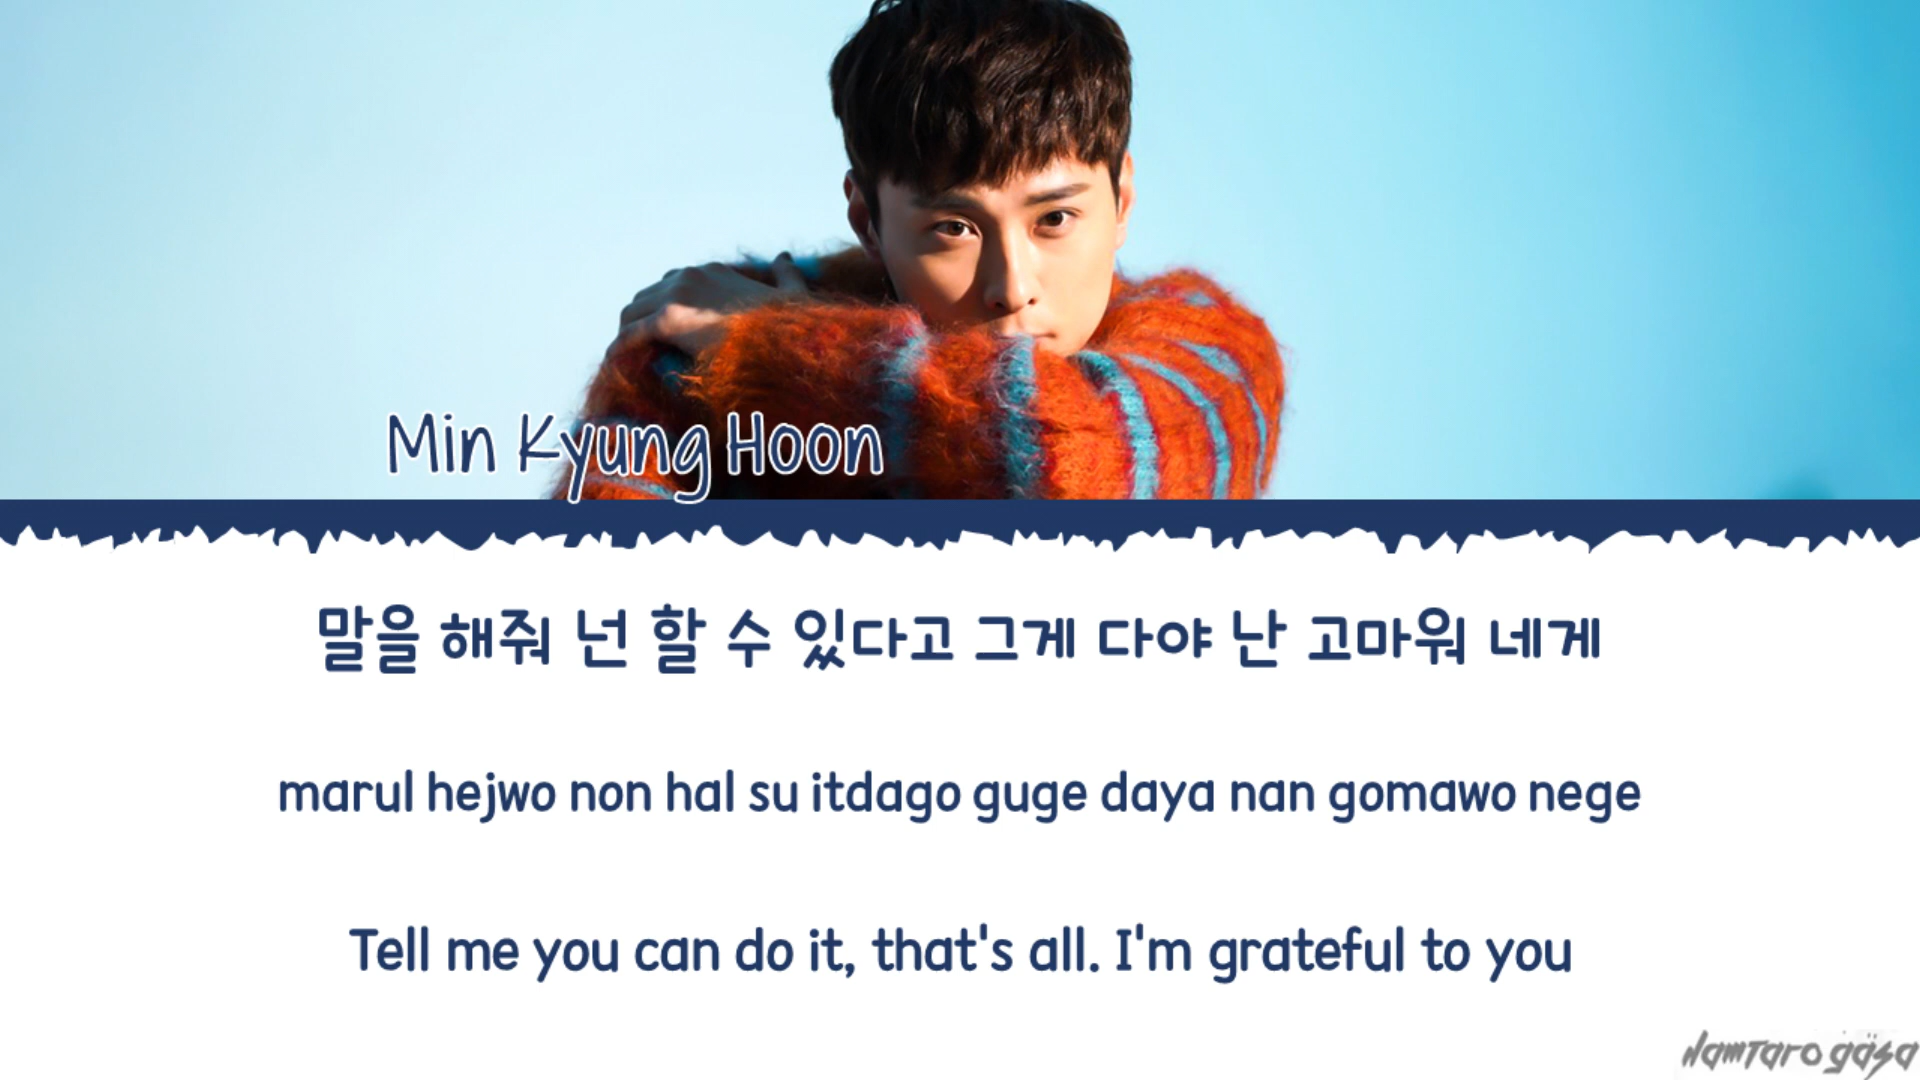 Min Kyung Hoon
말을 해줘 넌 할 수 있다고 그게 다야 난 고마워 네게
marul hejwo non hal su itdago guge daya nan gomawo nege
Tell me you can do it, that's all. I'm grateful to you
Hamtaro gäsa